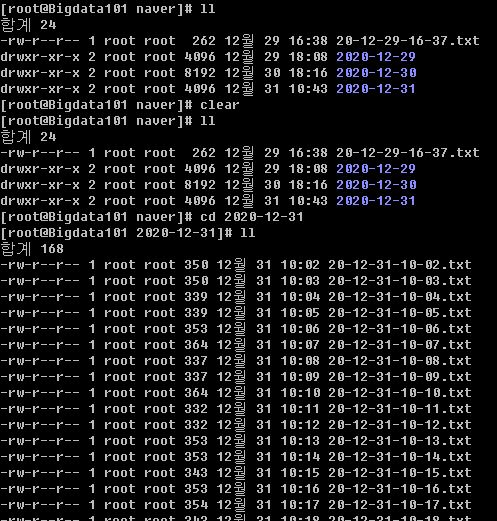 [root@Bigdata101 naver]# ll
합계 24
-rw-r--r-- 1 root root  262 12월 29 16:38 20-12-29-16-37.txt
drwxr-xr-x 2 root root 4096 12월 29 18:08 2020-12-29
drwxr-xr-x 2 root root 8192 12월 30 18:16 2020-12-30
drwxr-xr-x 2 root root 4096 12월 31 10:43 2020-12-31
[root@Bigdata101 naver]# clear
[root@Bigdata101 naver]# ll
합계 24
-rw-r--r-- 1 root root  262 12월 29 16:38 20-12-29-16-37.txt
drwxr-xr-x 2 root root 4096 12월 29 18:08 2020-12-29
drwxr-xr-x 2 root root 8192 12월 30 18:16 2020-12-30
drwxr-xr-x 2 root root 4096 12월 31 10:43 2020-12-31
[root@Bigdata101 naver]# cd 2020-12-31
[root@Bigdata101 2020-12-31]# ll
합계 168
-rw-r--r-- 1 root root 350 12월 31 10:02 20-12-31-10-02.txt
-rw-r--r-- 1 root root 350 12월 31 10:03 20-12-31-10-03.txt
-rw-r--r-- 1 root root 339 12월 31 10:04 20-12-31-10-04.txt
-rw-r--r-- 1 root root 339 12월 31 10:05 20-12-31-10-05.txt
-rw-r--r-- 1 root root 353 12월 31 10:06 20-12-31-10-06.txt
-rw-r--r-- 1 root root 364 12월 31 10:07 20-12-31-10-07.txt
-rw-r--r-- 1 root root 337 12월 31 10:08 20-12-31-10-08.txt
-rw-r--r-- 1 root root 337 12월 31 10:09 20-12-31-10-09.txt
-rw-r--r-- 1 root root 364 12월 31 10:10 20-12-31-10-10.txt
-rw-r--r-- 1 root root 332 12월 31 10:11 20-12-31-10-11.txt
-rw-r--r-- 1 root root 332 12월 31 10:12 20-12-31-10-12.txt
-rw-r--r-- 1 root root 353 12월 31 10:13 20-12-31-10-13.txt
-rw-r--r-- 1 root root 353 12월 31 10:14 20-12-31-10-14.txt
-rw-r--r-- 1 root root 343 12월 31 10:15 20-12-31-10-15.txt
-rw-r--r-- 1 root root 353 12월 31 10:16 20-12-31-10-16.txt
-rw-r--r-- 1 root root 354 12월 31 10:17 20-12-31-10-17.txt